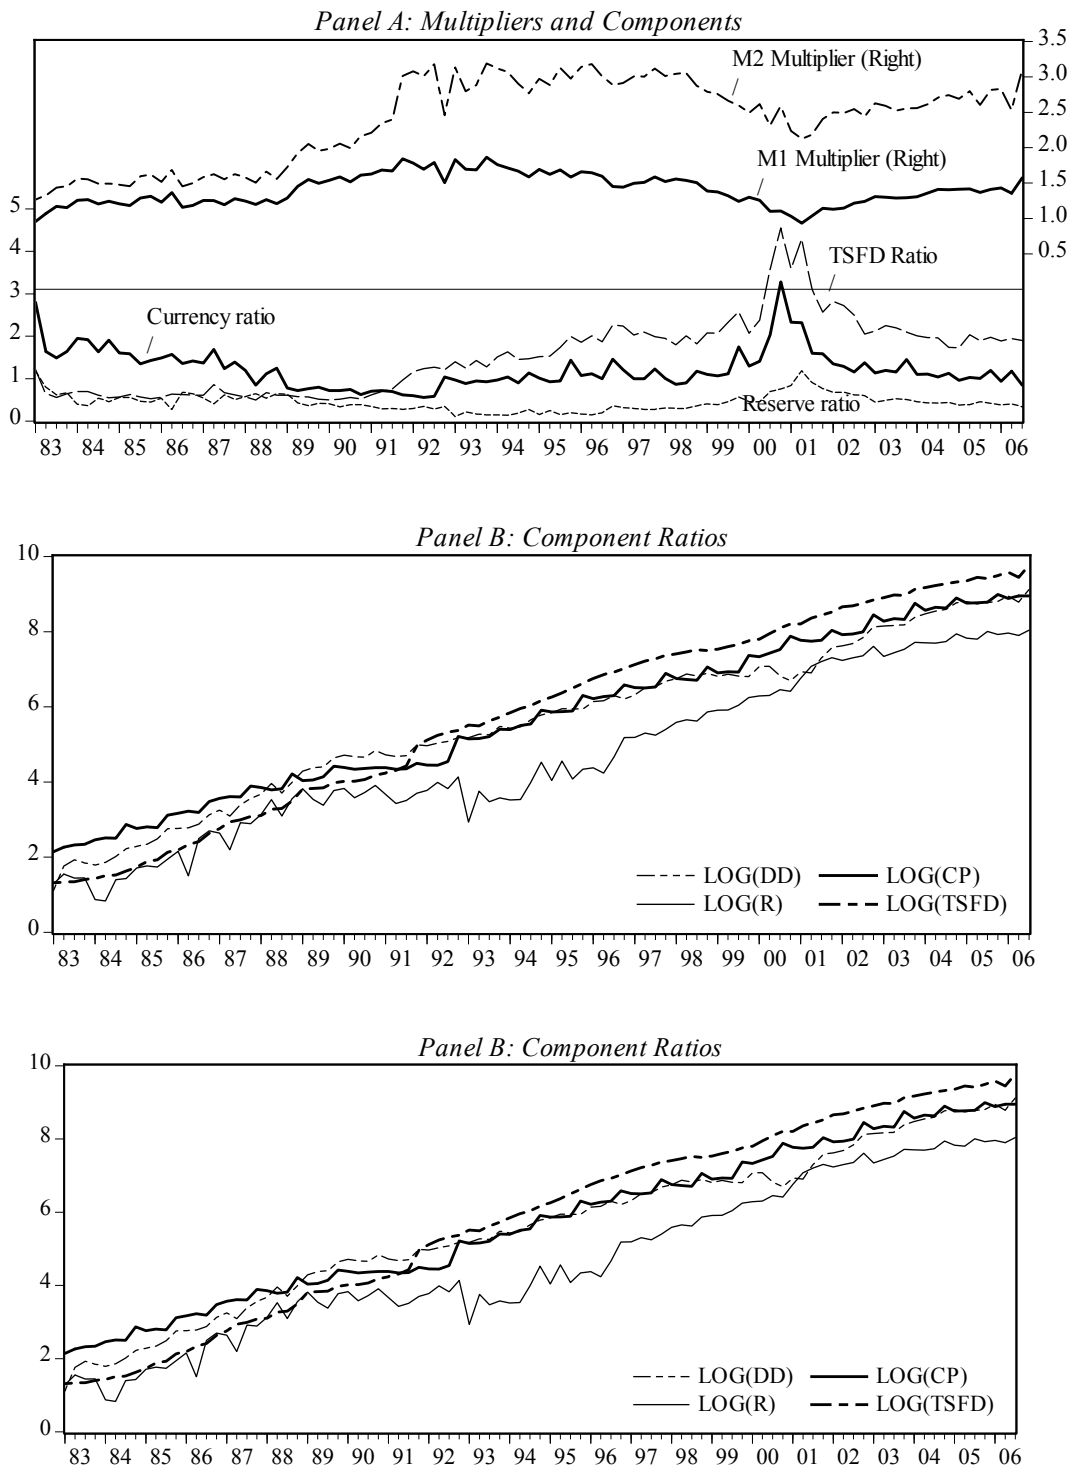 Panel A: Multipliers and Components
3.5
M2 Multiplier (Right)
3.0
2.5
2.0
M1 Multiplier (Right)
1.5
5
1.0
4
TSFD Ratio
0.5
3
Currency ratio
2
1
Reserve ratio
0
83 84 85 86 87 88 89 90 91 92 93 94 95 96 97 98 99 00 01 02 03 04 05 06
Panel B: Component Ratios
10
8
6
4
2
LOG(DD) LOG(CP)
LOG(R) LOG(TSFD)
0
83 84 85 86 87 88 89 90 91 92 93 94 95 96 97 98 99 00 01 02 03 04 05 06
Panel B: Component Ratios
10
8
6
4
2
LOG(DD) LOG(CP)
LOG(R) LOG(TSFD)
0
83 84 85 86 87 88 89 90 91 92 93 94 95 96 97 98 99 00 01 02 03 04 05 06